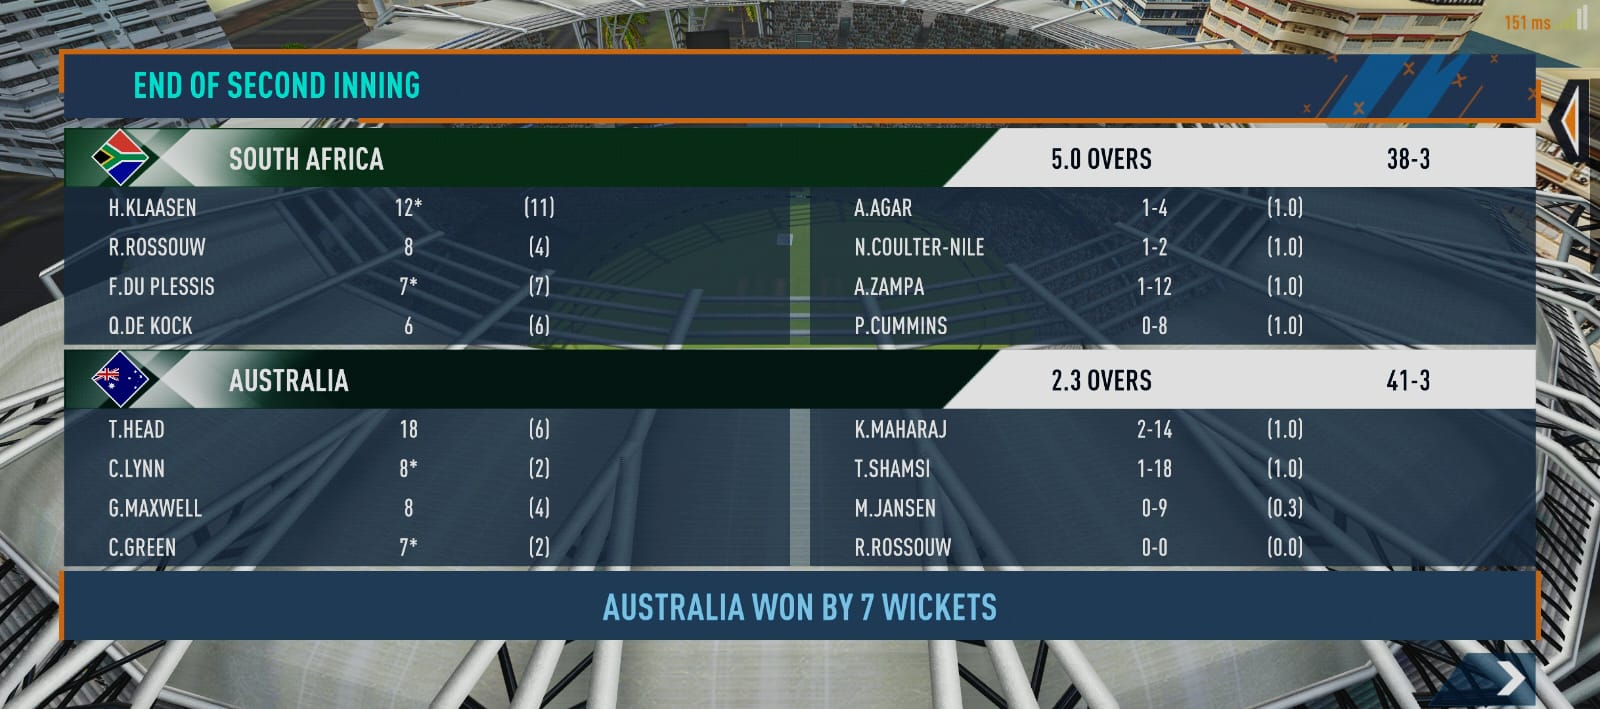 151 ms
END OF SECOND INNING
SOUTH AFRICA 5.0 OVERS 38-3
H.KLAASEN 12* (11) A.AGAR 1-4 (1.0)
R.ROSSOUW 8 (4) N.COULTER-NILE 1-2 (1.0)
F.DU PLESSIS 7* (7) A.ZAMPA 1-12 (1.0)
Q.DE KOCK 6 (6) P.CUMMINS 0-8 (1.0)
AUSTRALIA 2.3 OVERS 41-3
T.HEAD 18 (6) K.MAHARAJ 2-14 (1.0)
C.LYNN 8* (2) T.SHAMSI 1-18 (1.0)
G.MAXWELL 8 (4) M.JANSEN 0-9 (0.3)
C.GREEN 7* (2) R.ROSSOUW 0-0 (0.0)
AUSTRALIA WON BY 7 WICKETS